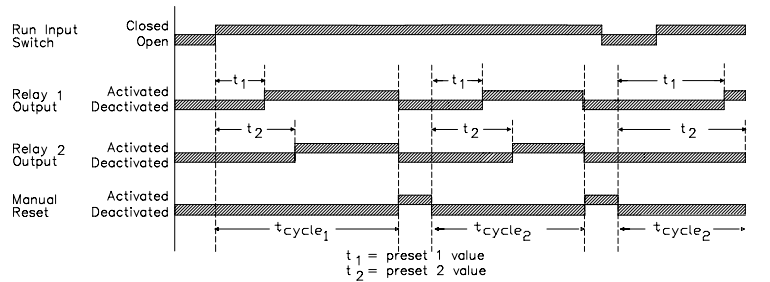 Run Input Switch
Closed
Open
t1
t1
t1
Relay 1 Output
Activated
Deactivated
t2
t2
t2
Relay 2 Output
Activated
Deactivated
Manual Reset
Activated
Deactivated
tcycle1
tcycle2
tcycle2
t1 = preset 1 value
t2 = preset 2 value